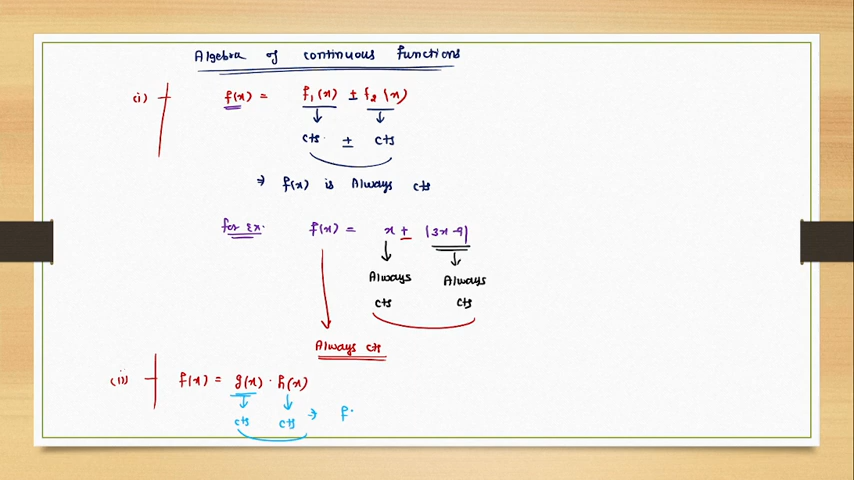 Algebra of continuous functions
(i) f(x) = f₁(x) ± f₂(x)
cts ± cts
⇒ f(x) is Always cts
for Ex. f(x) = x + |3x-9|
Always Always
cts cts
Always cts
(ii) f(x) = g(x) · h(x)
cts cts → f.